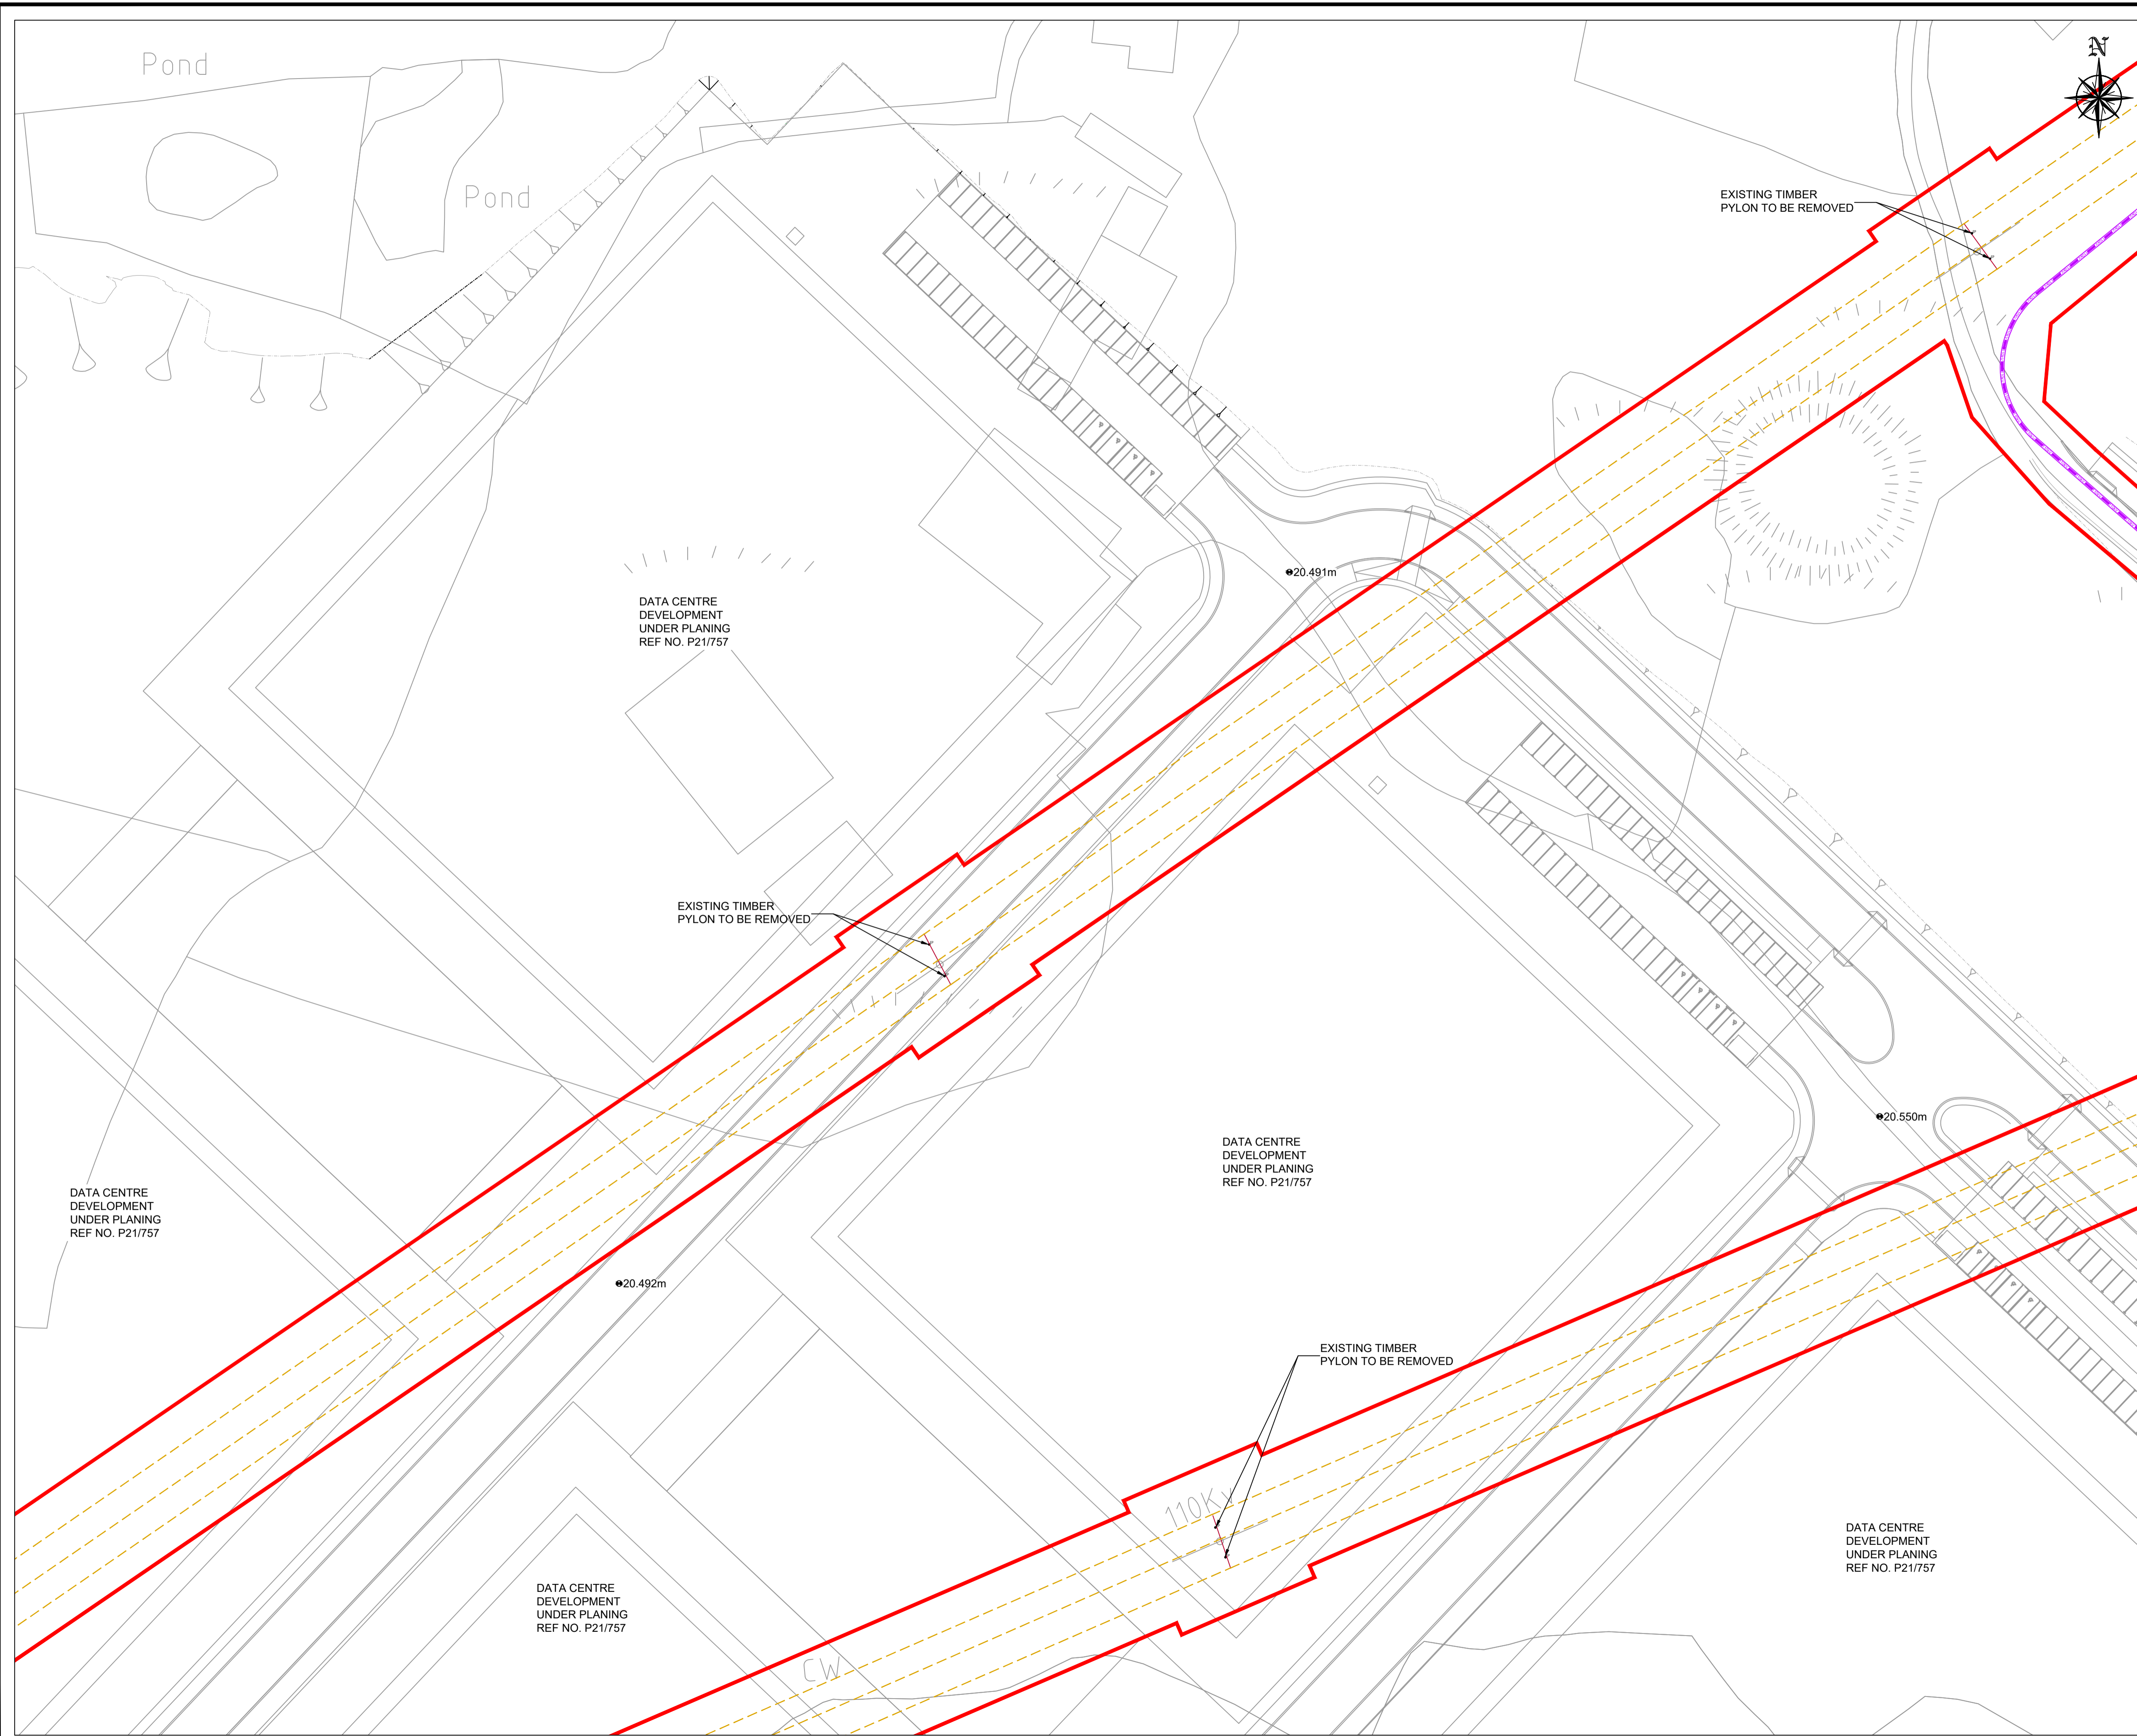 Pond
N
Pond
EXISTING TIMBER
PYLON TO BE REMOVED
20.491m
DATA CENTRE
DEVELOPMENT
UNDER PLANING
REF NO. P21/757
EXISTING TIMBER
PYLON TO BE REMOVED
20.550m
DATA CENTRE
DEVELOPMENT
UNDER PLANING
REF NO. P21/757
DATA CENTRE
DEVELOPMENT
UNDER PLANING
REF NO. P21/757
20.492m
EXISTING TIMBER
PYLON TO BE REMOVED
110Kv
DATA CENTRE
DEVELOPMENT
UNDER PLANING
REF NO. P21/757
DATA CENTRE
DEVELOPMENT
UNDER PLANING
REF NO. P21/757
CW